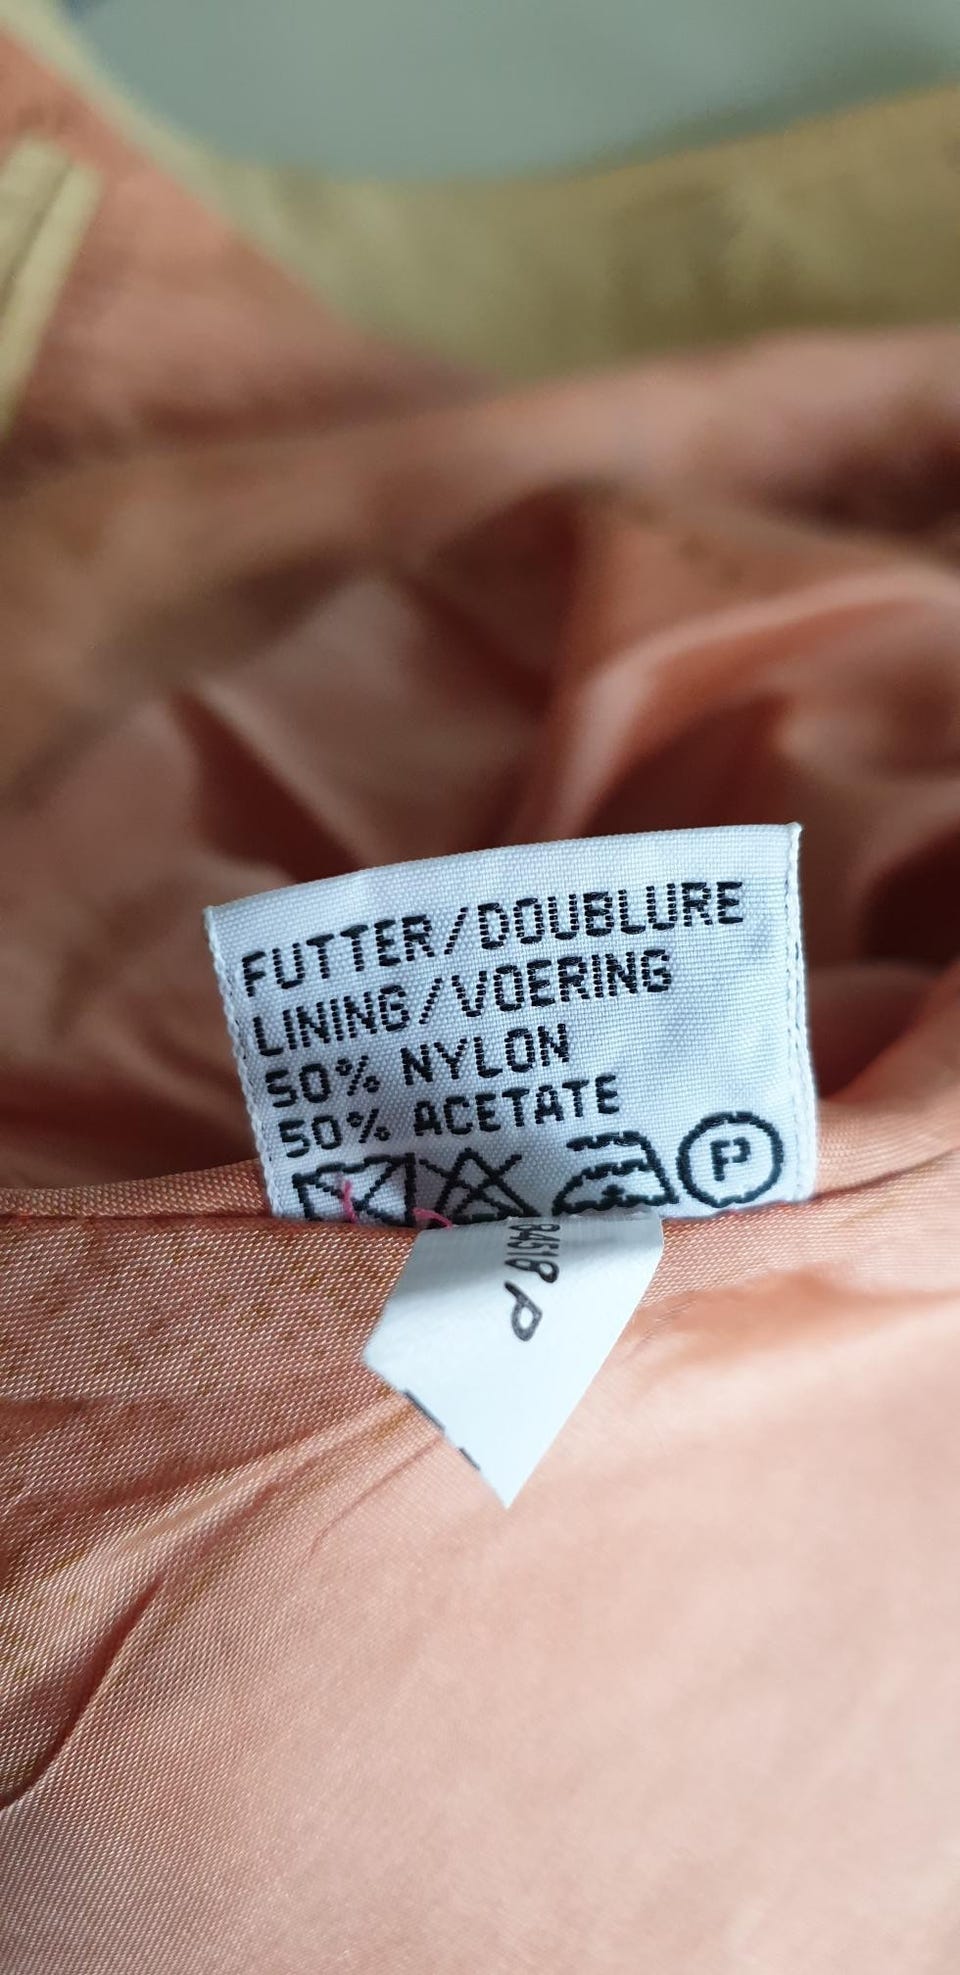 FUTTER/DOUBLURE
LINING/VOERING
50% NYLON
50% ACETATE
P
84518 P